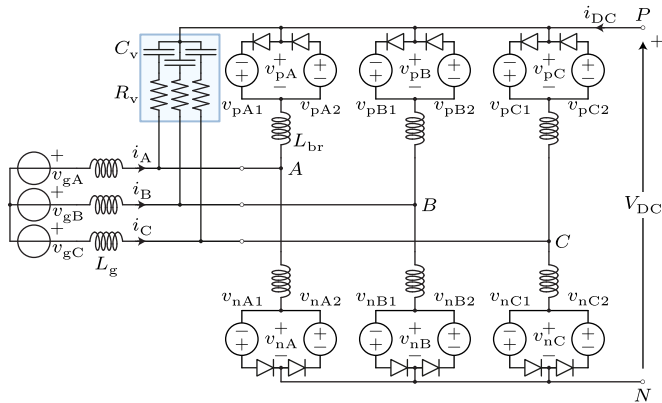 i_DC P
C_v
+
v_pA + v_pB + v_pC +
R_v
v_pA1 v_pA2 v_pB1 v_pB2 v_pC1 v_pC2
L_br
+ i_A
v_gA A
+ i_B
v_gB B
V_DC
+ i_C
v_gC C
L_g
v_nA1 v_nA2 v_nB1 v_nB2 v_nC1 v_nC2
+ + +
v_nA v_nB v_nC
− − −
N